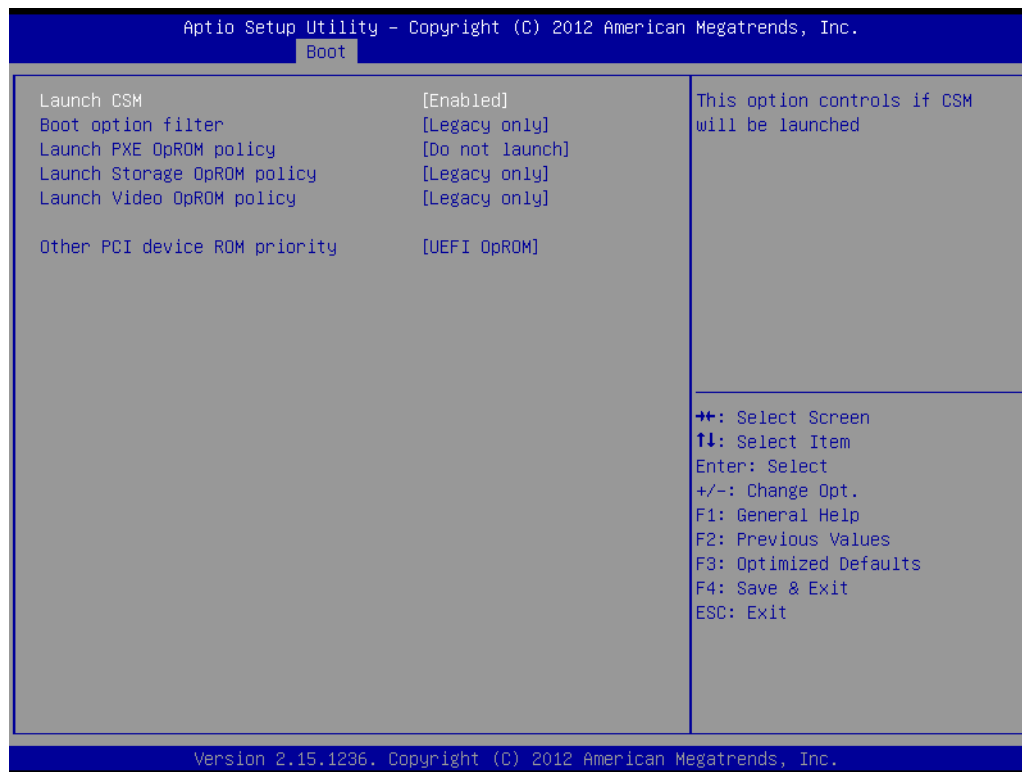 Aptio Setup Utility – Copyright (C) 2012 American Megatrends, Inc.
Boot
Launch CSM [Enabled]
Boot option filter [Legacy only]
Launch PXE OpROM policy [Do not launch]
Launch Storage OpROM policy [Legacy only]
Launch Video OpROM policy [Legacy only]
Other PCI device ROM priority [UEFI OpROM]
This option controls if CSM
will be launched
→←: Select Screen
↑↓: Select Item
Enter: Select
+/-: Change Opt.
F1: General Help
F2: Previous Values
F3: Optimized Defaults
F4: Save & Exit
ESC: Exit
Version 2.15.1236. Copyright (C) 2012 American Megatrends, Inc.